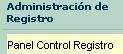 Administración de
Registro
Panel Control Registro